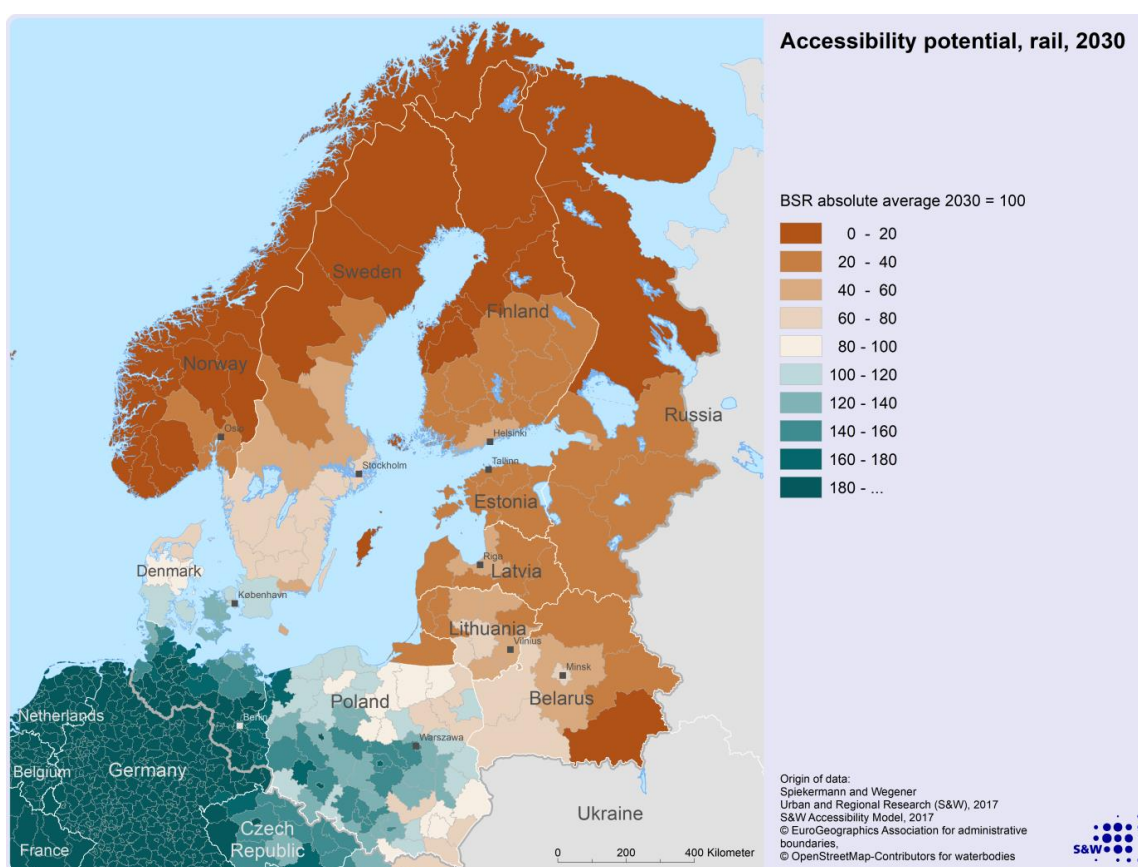 Accessibility potential, rail, 2030
BSR absolute average 2030 = 100
0 - 20
20 - 40
40 - 60
60 - 80
80 - 100
100 - 120
120 - 140
140 - 160
160 - 180
180 - ...
Sweden
Finland
Norway
Oslo
Helsinki
Russia
Stockholm
Tallinn
Estonia
Riga
Latvia
Denmark
København
Lithuania
Vilnius
Minsk
Belarus
Poland
Netherlands
Berlin
Warszawa
Belgium
Germany
Ukraine
Czech
Republic
France
0 200 400 Kilometer
Origin of data:
Spiekermann and Wegener
Urban and Regional Research (S&W), 2017
S&W Accessibility Model, 2017
© EuroGeographics Association for administrative
boundaries,
© OpenStreetMap-Contributors for waterbodies
S&W